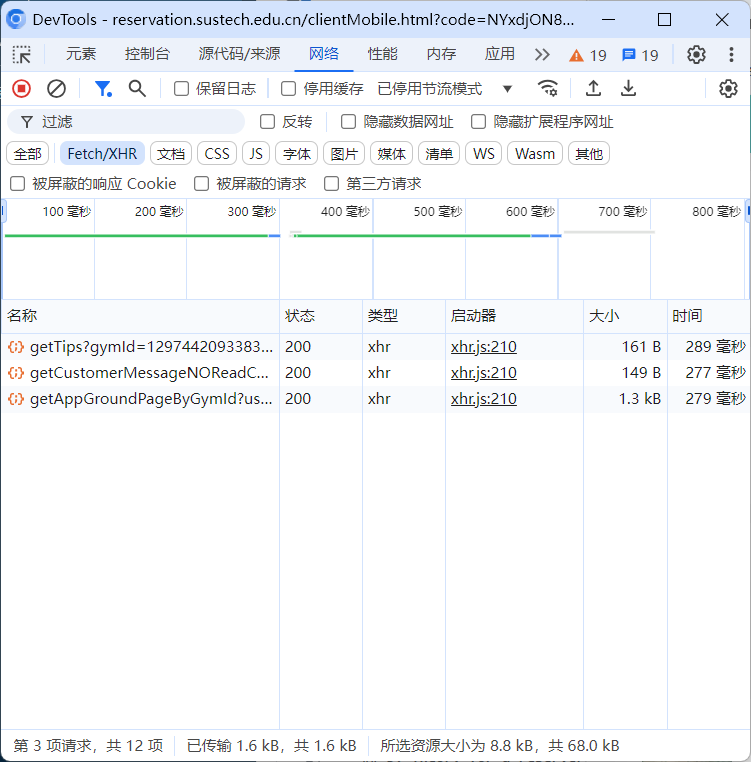 DevTools - reservation.sustech.edu.cn/clientMobile.html?code=NYxdjON8...
元素 控制台 源代码/来源 网络 性能 内存 应用 19 19
保留日志 停用缓存 已停用节流模式
过滤 反转 隐藏数据网址 隐藏扩展程序网址
全部 Fetch/XHR 文档 CSS JS 字体 图片 媒体 清单 WS Wasm 其他
被屏蔽的响应 Cookie 被屏蔽的请求 第三方请求
100 毫秒 200 毫秒 300 毫秒 400 毫秒 500 毫秒 600 毫秒 700 毫秒 800 毫秒
名称 状态 类型 启动器 大小 时间
getTips?gymId=1297442093383... 200 xhr xhr.js:210 161 B 289 毫秒
getCustomerMessageNOReadC... 200 xhr xhr.js:210 149 B 277 毫秒
getAppGroundPageByGymId?us... 200 xhr xhr.js:210 1.3 kB 279 毫秒
第 3 项请求，共 12 项 已传输 1.6 kB，共 1.6 kB 所选资源大小为 8.8 kB，共 68.0 kB